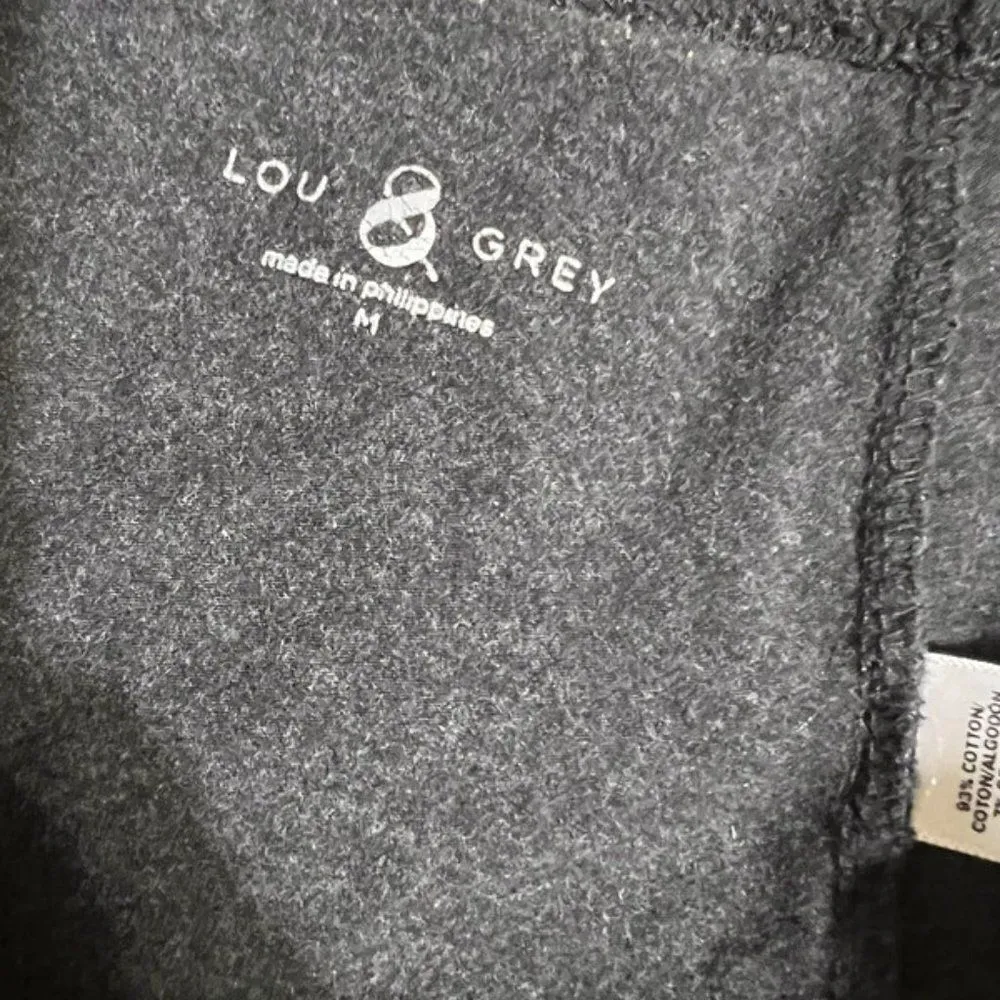 LOU & GREY
made in philippines
M
93% COTTON/
COTON/ALGODON